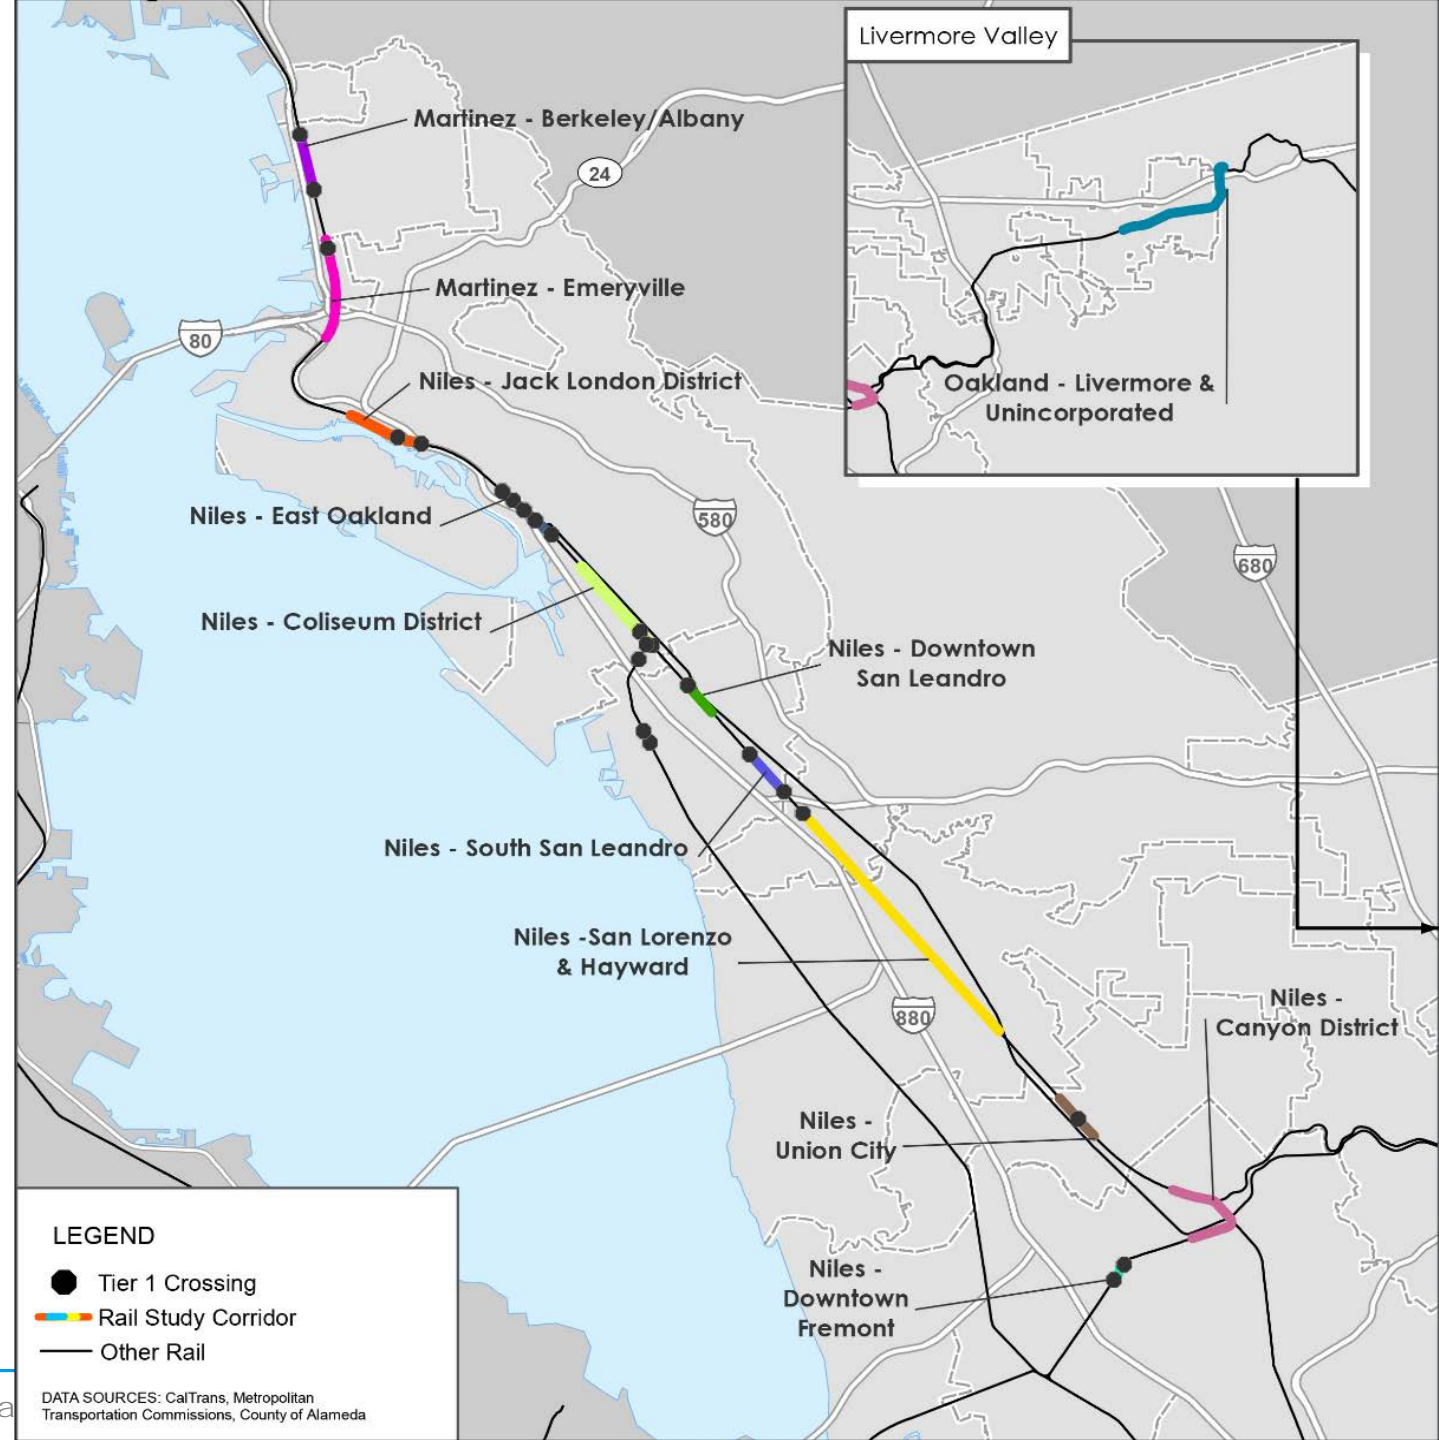 Livermore Valley
Martinez - Berkeley/Albany
24
Martinez - Emeryville
80
Niles - Jack London District
Oakland - Livermore &
Unincorporated
Niles - East Oakland
580
680
Niles - Coliseum District
Niles - Downtown
San Leandro
Niles - South San Leandro
Niles -San Lorenzo
& Hayward
880
Niles -
Canyon District
Niles -
Union City
Niles -
Downtown
Fremont
LEGEND
Tier 1 Crossing
Rail Study Corridor
Other Rail
DATA SOURCES: CalTrans, Metropolitan
Transportation Commissions, County of Alameda